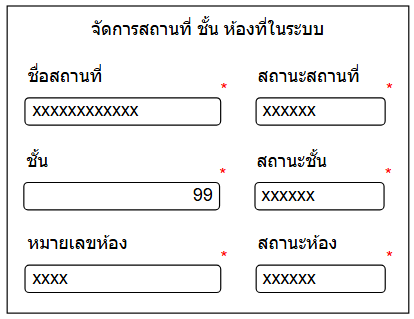 จัดการสถานที่ ชั้น ห้องที่ในระบบ
ชื่อสถานที่ * สถานะสถานที่ *
xxxxxxxxxxxx xxxxxx
ชั้น * สถานะชั้น *
99 xxxxxx
หมายเลขห้อง * สถานะห้อง *
xxxx xxxxxx